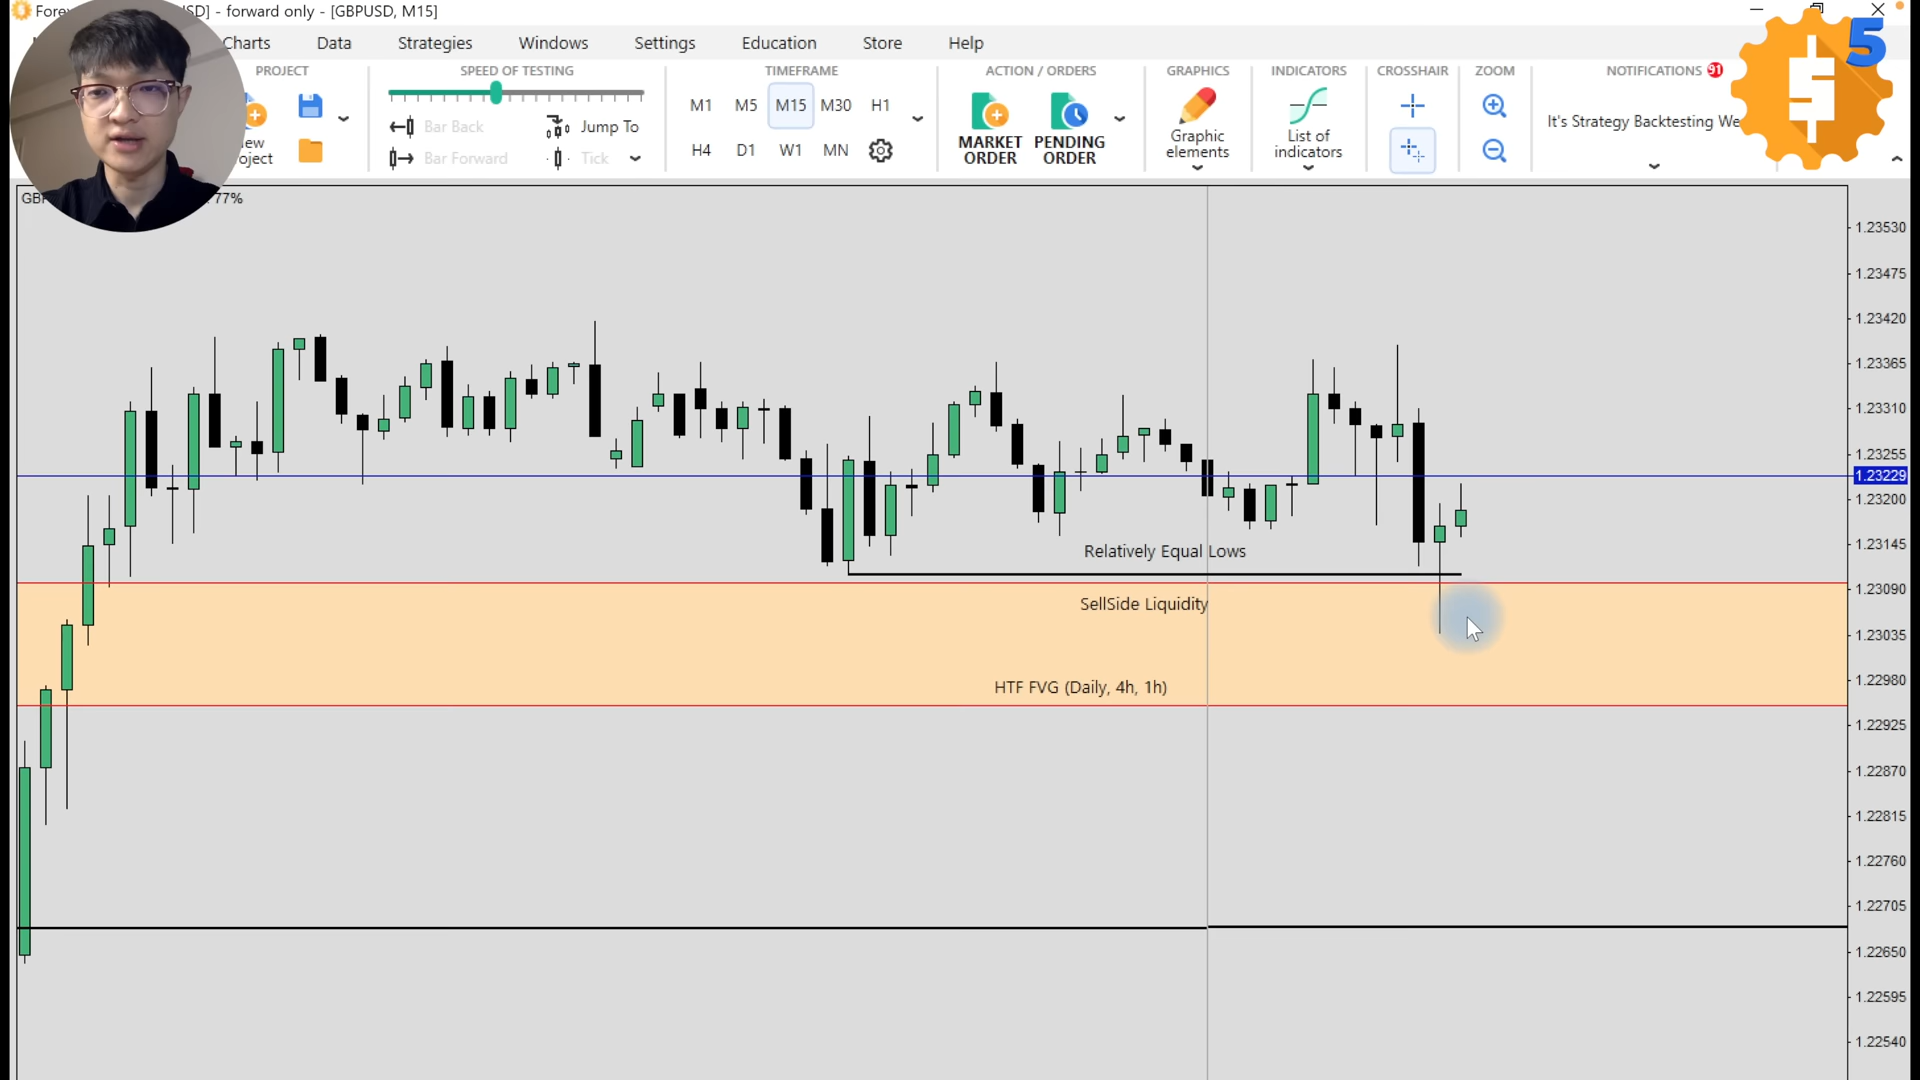 SD] - forward only - [GBPUSD, M15]
Charts Data Strategies Windows Settings Education Store Help
PROJECT SPEED OF TESTING TIMEFRAME ACTION / ORDERS GRAPHICS INDICATORS CROSSHAIR ZOOM NOTIFICATIONS 91
M1 M5 M15 M30 H1
Bar Back Jump To
It's Strategy Backtesting We
MARKET ORDER
PENDING ORDER
Graphic elements
List of indicators
Bar Forward Tick
H4 D1 W1 MN
5
77%
1.23530
1.23475
1.23420
1.23365
1.23310
1.23255
1.23229
1.23200
1.23145
Relatively Equal Lows
1.23090
SellSide Liquidity
1.23035
HTF FVG (Daily, 4h, 1h)
1.22980
1.22925
1.22870
1.22815
1.22760
1.22705
1.22650
1.22595
1.22540